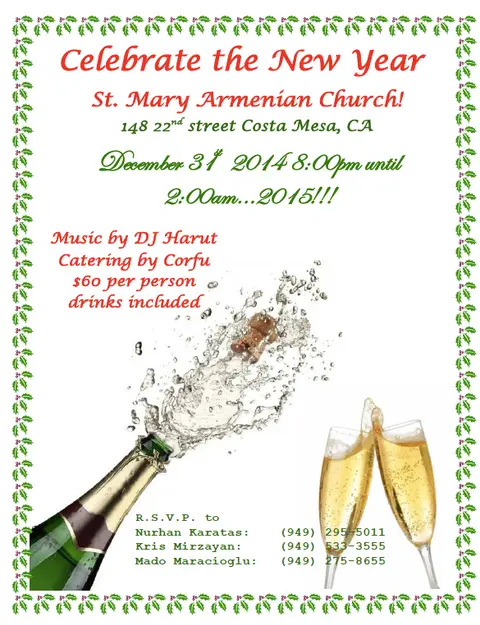 Celebrate the New Year
St. Mary Armenian Church!
148 22nd street Costa Mesa, CA
December 31st 2014 8:00pm until
2:00am...2015!!!
Music by DJ Harut
Catering by Corfu
$60 per person
drinks included
R.S.V.P. to
Nurhan Karatas: (949) 295-5011
Kris Mirzayan: (949) 533-3555
Mado Maracioglu: (949) 275-8655